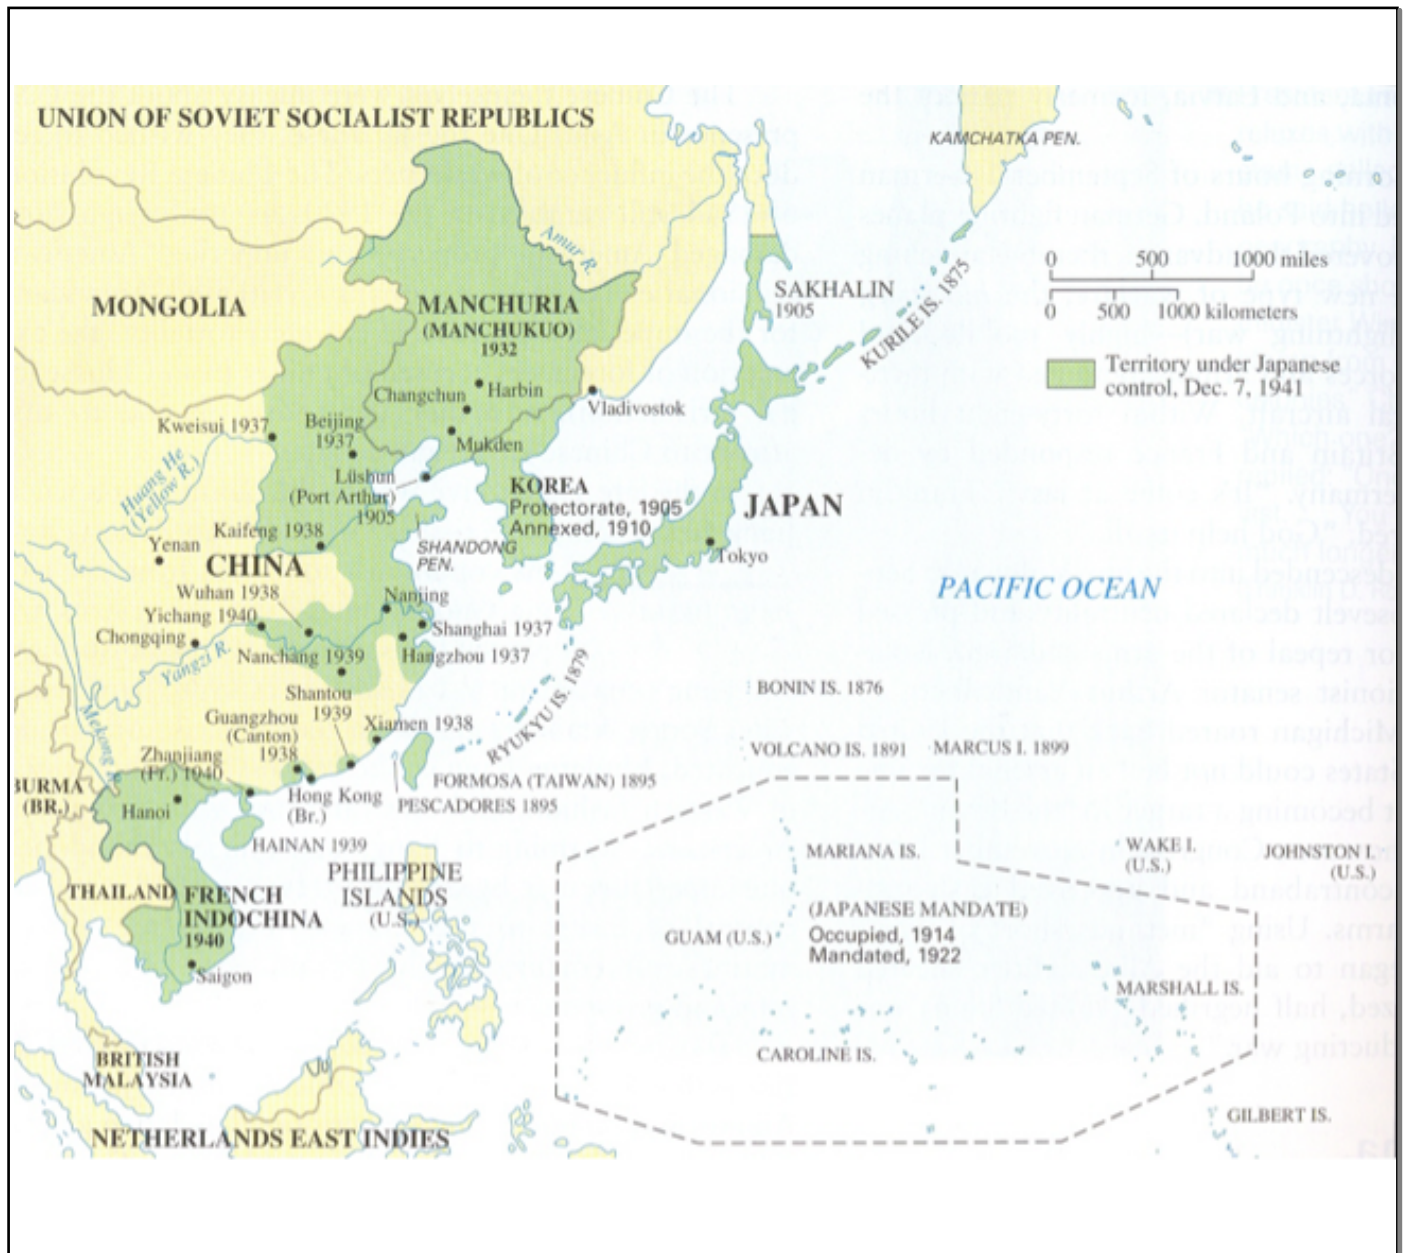 UNION OF SOVIET SOCIALIST REPUBLICS
KAMCHATKA PEN.
Amur R.
MONGOLIA
MANCHURIA
(MANCHUKUO)
1932
SAKHALIN
1905
KURILE IS. 1875
0 500 1000 miles
0 500 1000 kilometers
Territory under Japanese
control, Dec. 7, 1941
Changchun
Harbin
Vladivostok
Kweisui 1937
Beijing
1937
Mukden
Huang He
(Yellow R.)
Lüshun
(Port Arthur)
1905
KOREA
Protectorate, 1905
Annexed, 1910
JAPAN
Tokyo
Kaifeng 1938
Yenan
CHINA
SHANDONG
PEN.
PACIFIC OCEAN
Wuhan 1938
Nanjing
Yichang 1940
Shanghai 1937
Chongqing
Yangzi R.
Nanchang 1939
Hangzhou 1937
RYUKYU IS. 1879
BONIN IS. 1876
Shantou
1939
Mekong R.
Guangzhou
(Canton)
1938
Xiamen 1938
VOLCANO IS. 1891
MARCUS I. 1899
Zhanjiang
(Fr.) 1940
BURMA
(BR.)
Hanoi
Hong Kong
(Br.)
FORMOSA (TAIWAN) 1895
PESCADORES 1895
HAINAN 1939
MARIANA IS.
WAKE I.
(U.S.)
JOHNSTON I.
(U.S.)
PHILIPPINE
ISLANDS
(U.S.)
THAILAND
FRENCH
INDOCHINA
1940
(JAPANESE MANDATE)
Occupied, 1914
Mandated, 1922
GUAM (U.S.)
Saigon
MARSHALL IS.
CAROLINE IS.
BRITISH
MALAYSIA
GILBERT IS.
NETHERLANDS EAST INDIES